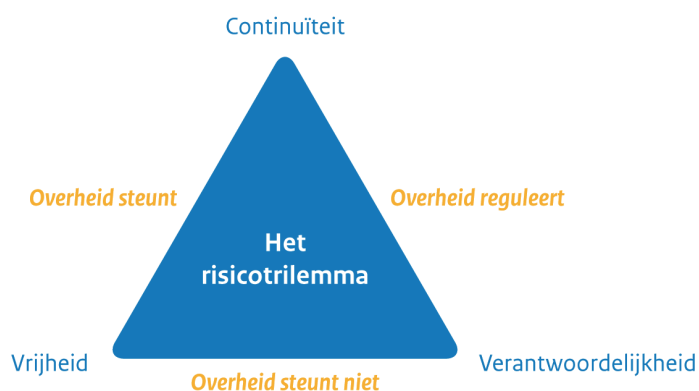 Continuïteit
Overheid steunt
Overheid reguleert
Het
risicotrilemma
Vrijheid
Verantwoordelijkheid
Overheid steunt niet